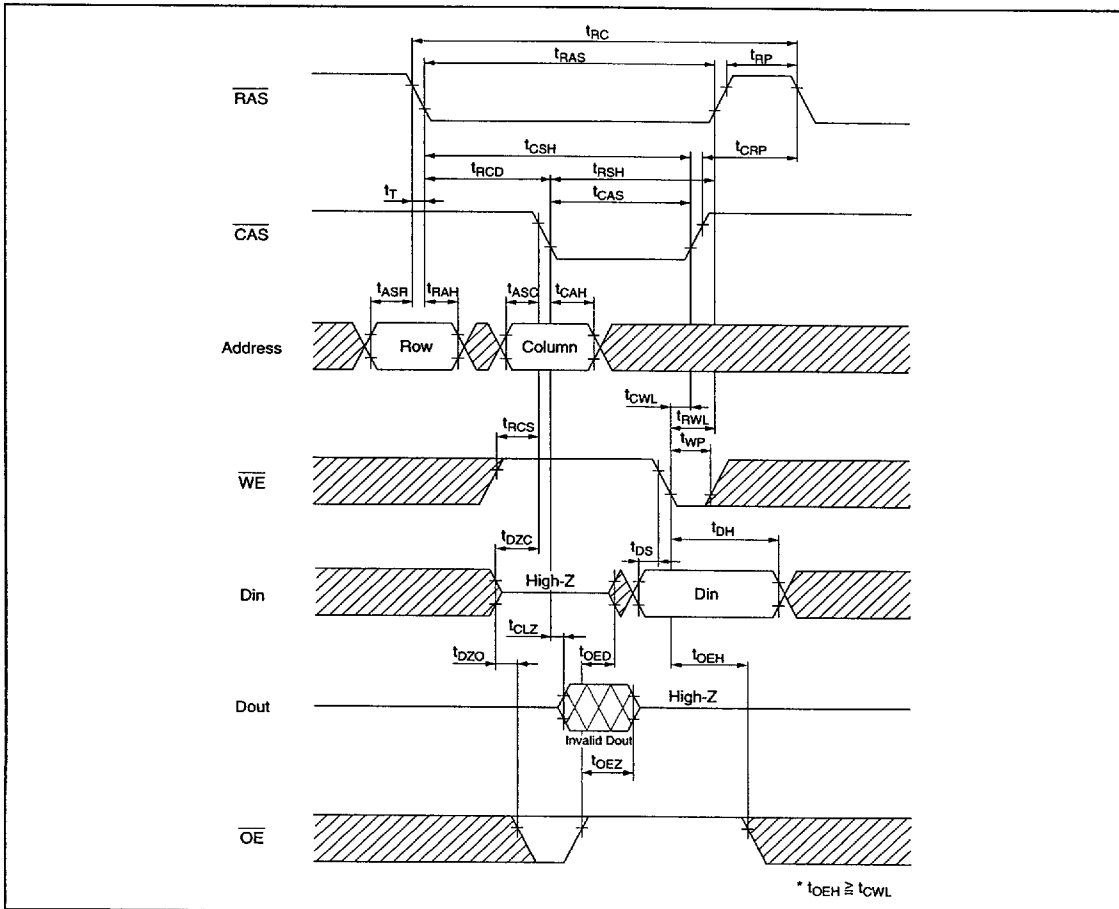 tRC
tRAS
tRP
RAS
tCSH
tCRP
tRCD
tRSH
tT
tCAS
CAS
tASR
tRAH
tASC
tCAH
Address
Row
Column
tCWL
tRWL
tRCS
tWP
WE
tDZC
tDS
tDH
High-Z
Din
Din
tCLZ
tDZO
tOED
tOEH
High-Z
Dout
Invalid Dout
tOEZ
OE
* tOEH ≧ tCWL